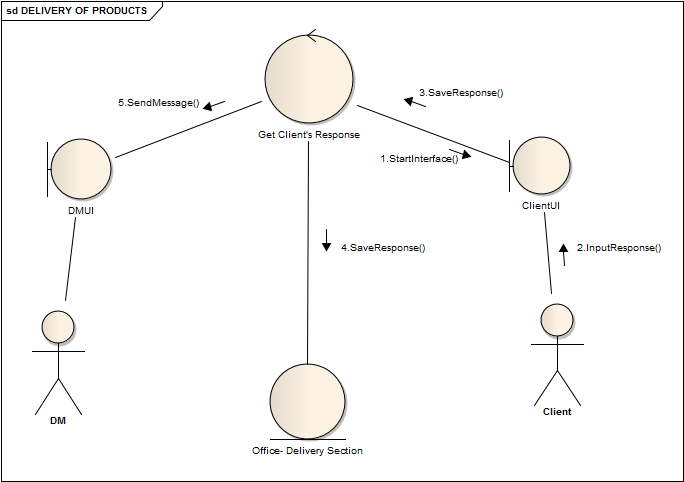 sd DELIVERY OF PRODUCTS
3.SaveResponse()
5.SendMessage()
Get Client's Response
1.StartInterface()
DMUI
ClientUI
4.SaveResponse()
2.InputResponse()
DM
Client
Office- Delivery Section